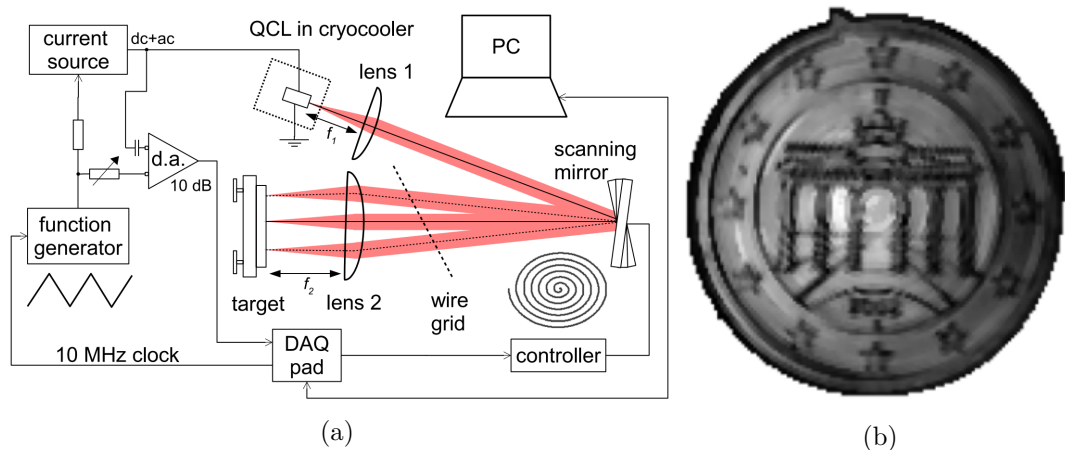 current
source
dc+ac
QCL in cryocooler
lens 1
PC
f1
d.a.
10 dB
scanning
mirror
function
generator
f2
target
lens 2
wire
grid
10 MHz clock
DAQ
pad
controller
(a)
(b)